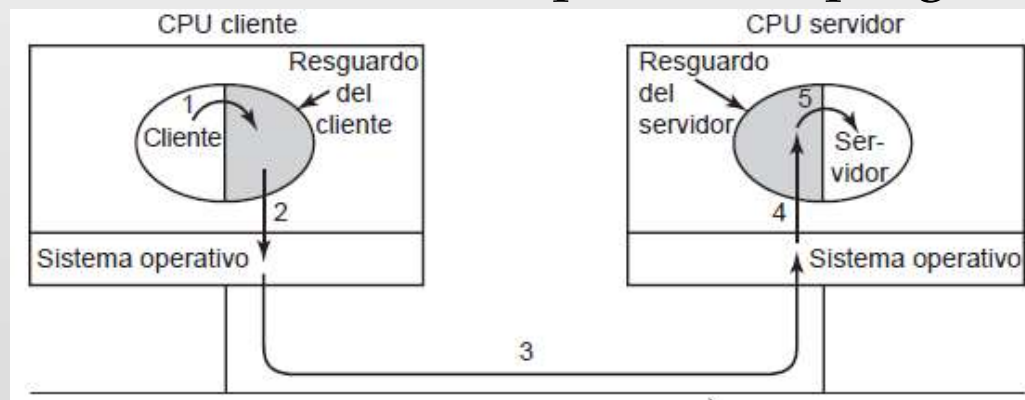 CPU cliente
CPU servidor
Resguardo
del
cliente
1
Cliente
2
Sistema operativo
Resguardo
del
servidor
5
Ser-
vidor
4
Sistema operativo
3